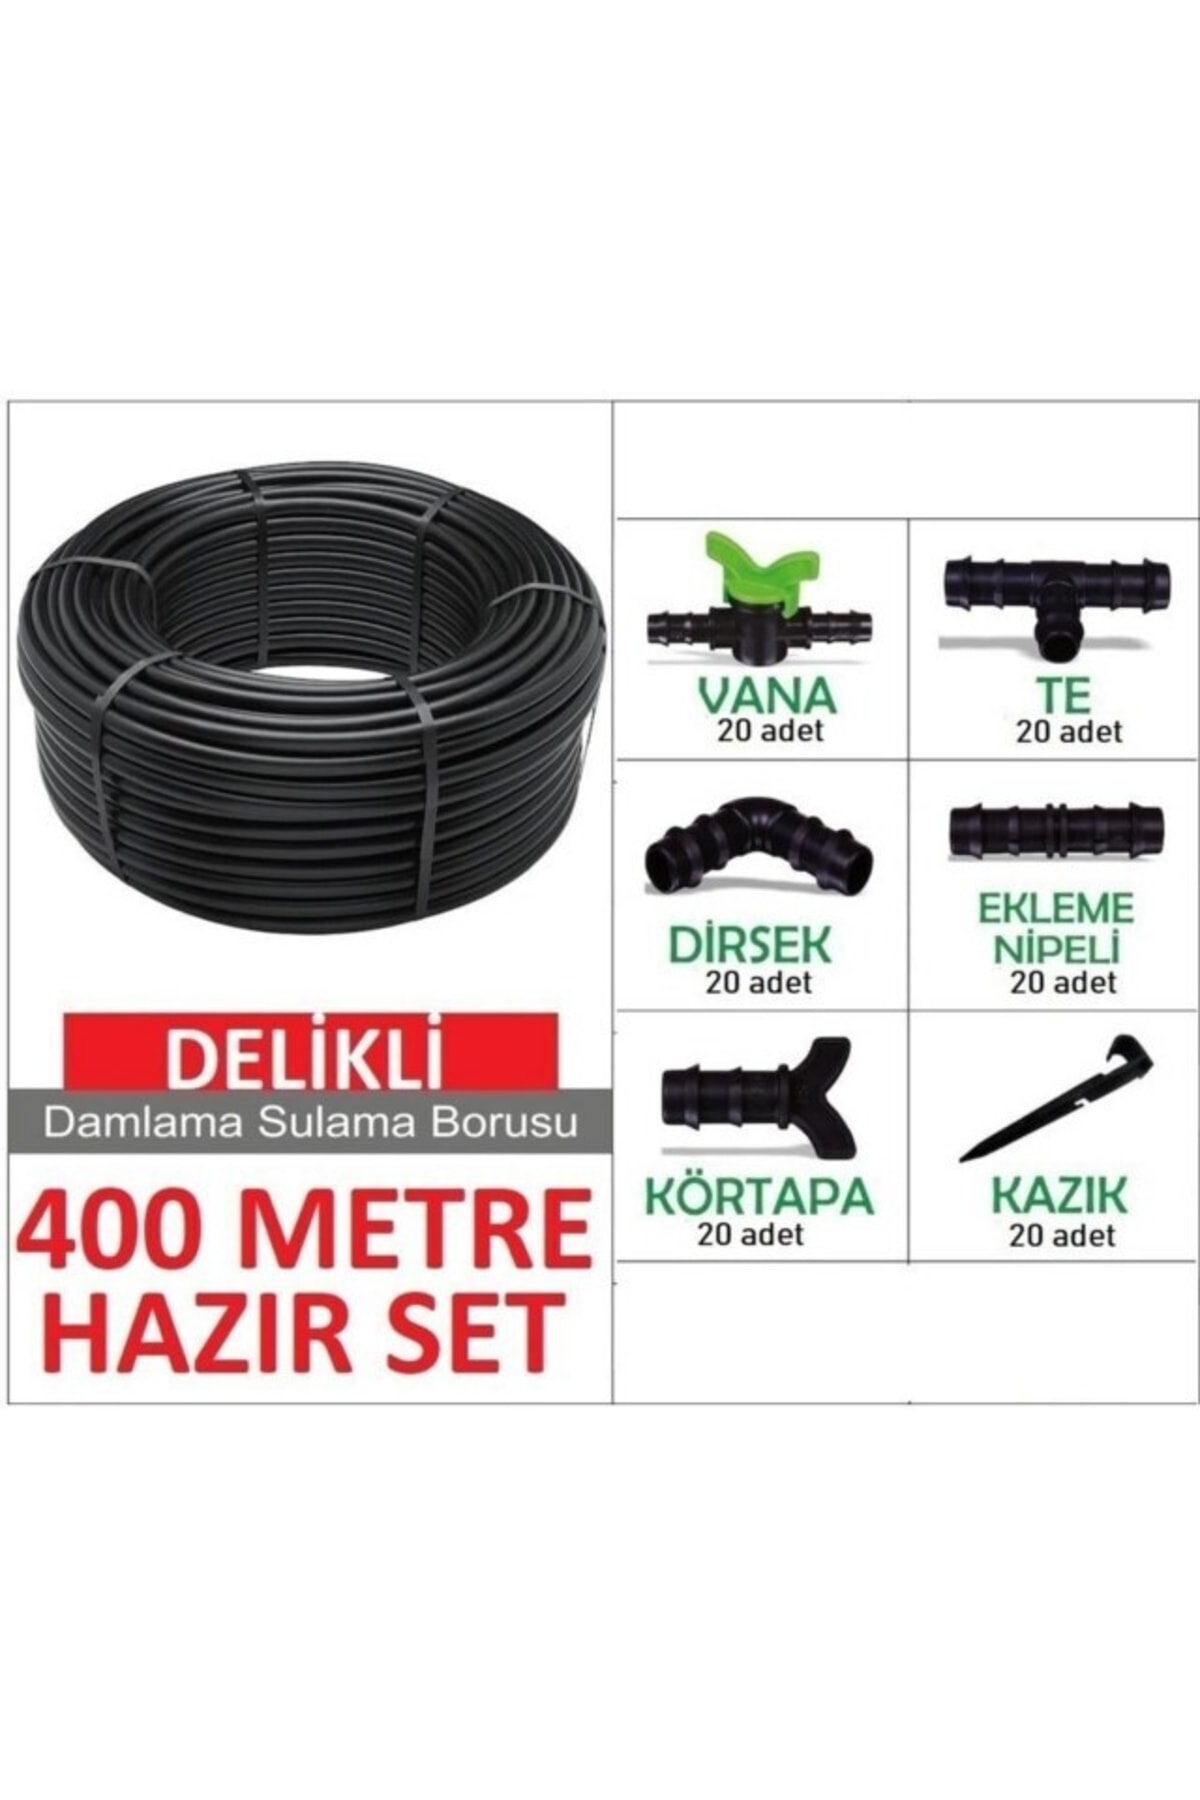 DELİKLİ
Damlama Sulama Borusu
400 METRE
HAZIR SET
VANA
20 adet
TE
20 adet
DİRSEK
20 adet
EKLEME
NİPELİ
20 adet
KÖRTAPA
20 adet
KAZIK
20 adet